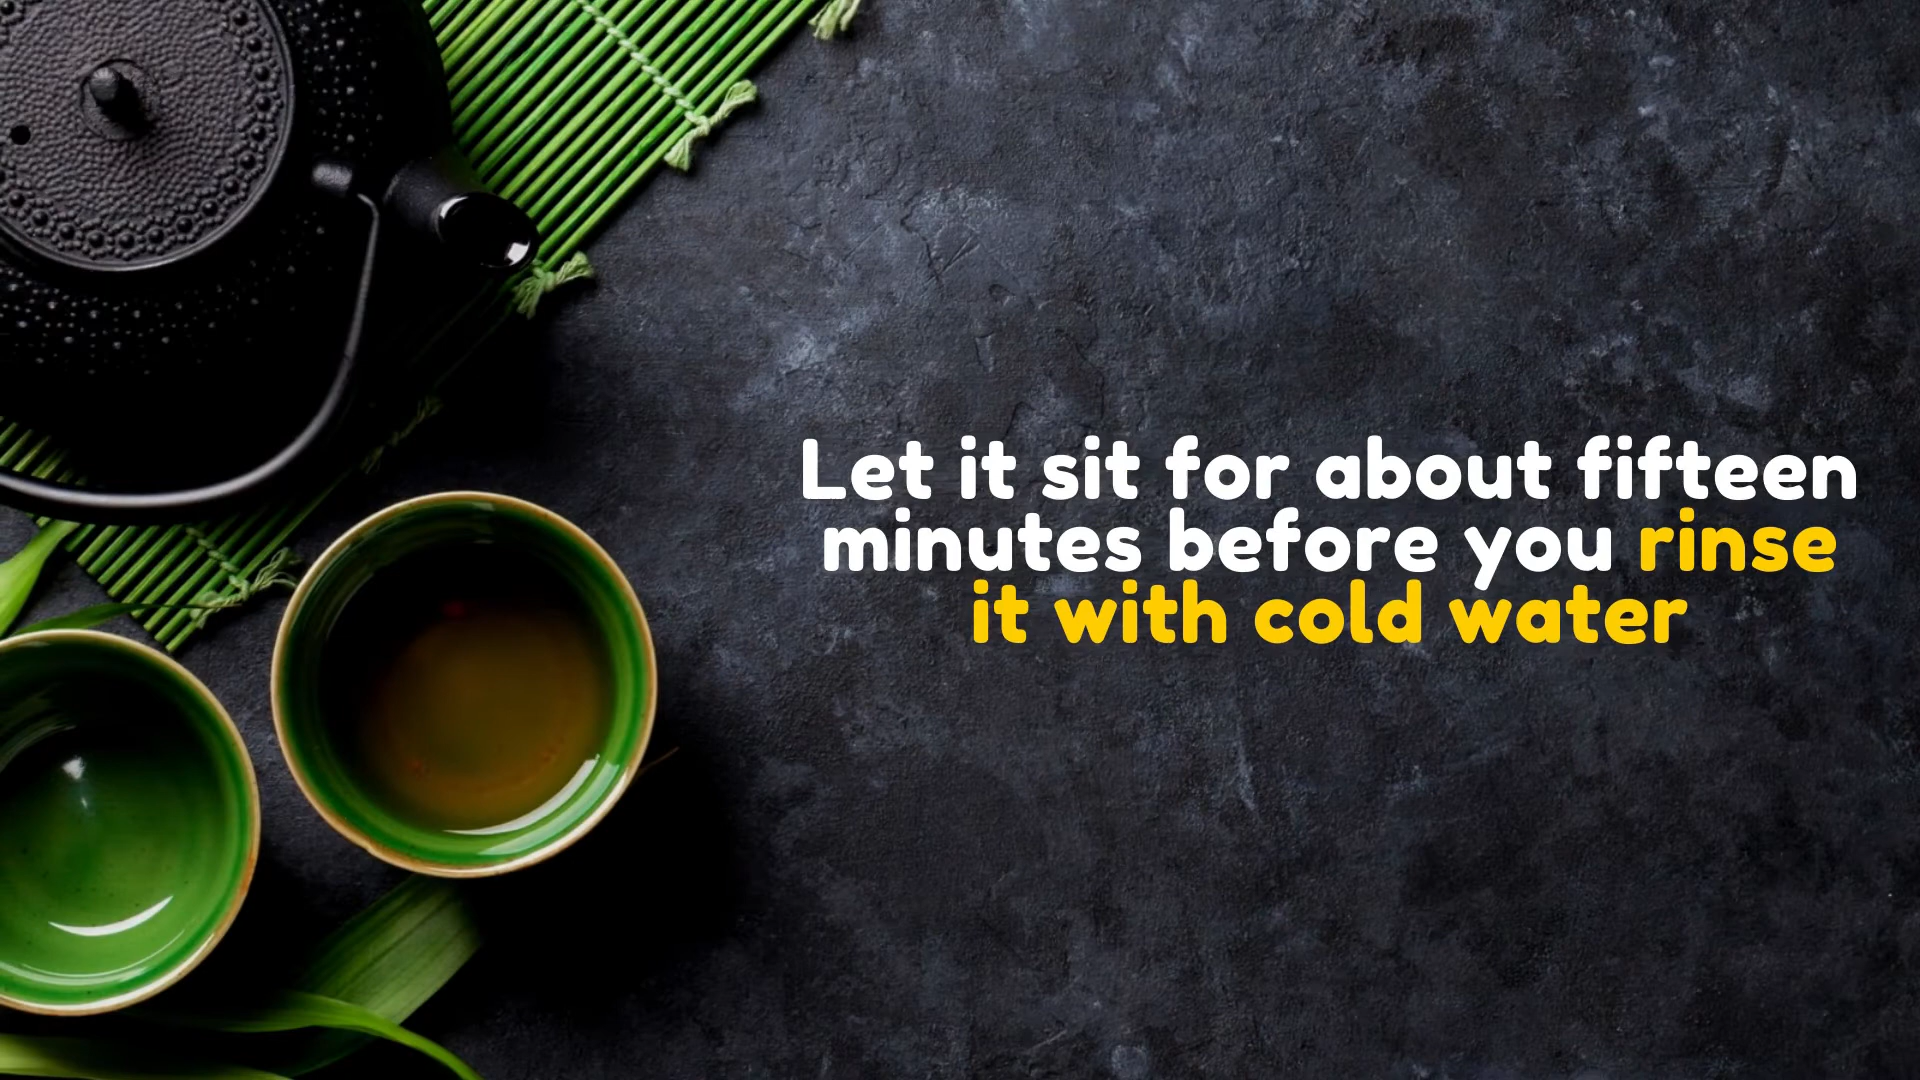 Let it sit for about fifteen
minutes before you rinse
it with cold water